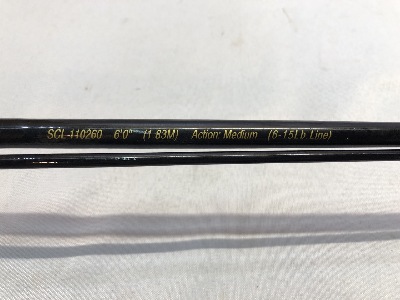 SCL-110260 6'0" (1.83M) Action: Medium (6-15Lb Line)